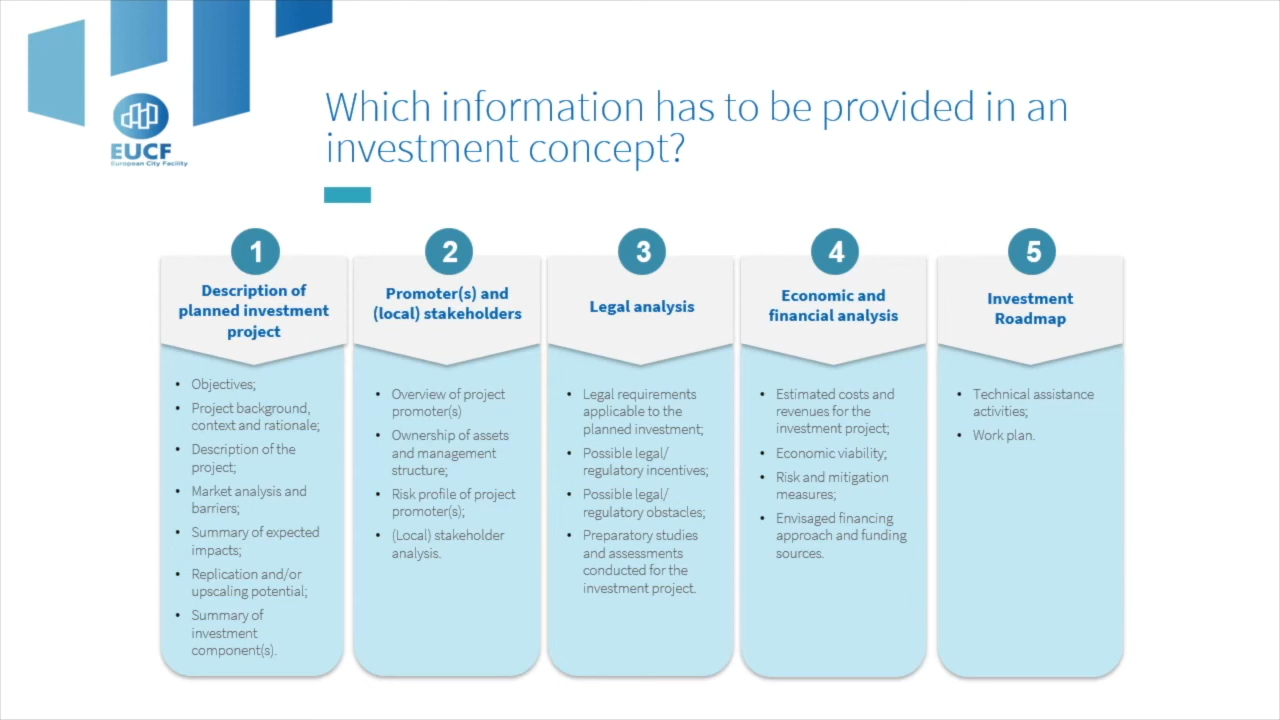 EUCF
European City Facility
Which information has to be provided in an
investment concept?
1
Description of
planned investment
project
• Objectives;
• Project background,
context and rationale;
• Description of the
project;
• Market analysis and
barriers;
• Summary of expected
impacts;
• Replication and/or
upscaling potential;
• Summary of
investment
component(s).
2
Promoter(s) and
(local) stakeholders
• Overview of project
promoter(s)
• Ownership of assets
and management
structure;
• Risk profile of project
promoter(s);
• (Local) stakeholder
analysis.
3
Legal analysis
• Legal requirements
applicable to the
planned investment;
• Possible legal/
regulatory incentives;
• Possible legal/
regulatory obstacles;
• Preparatory studies
and assessments
conducted for the
investment project.
4
Economic and
financial analysis
• Estimated costs and
revenues for the
investment project;
• Economic viability;
• Risk and mitigation
measures;
• Envisaged financing
approach and funding
sources.
5
Investment
Roadmap
• Technical assistance
activities;
• Work plan.